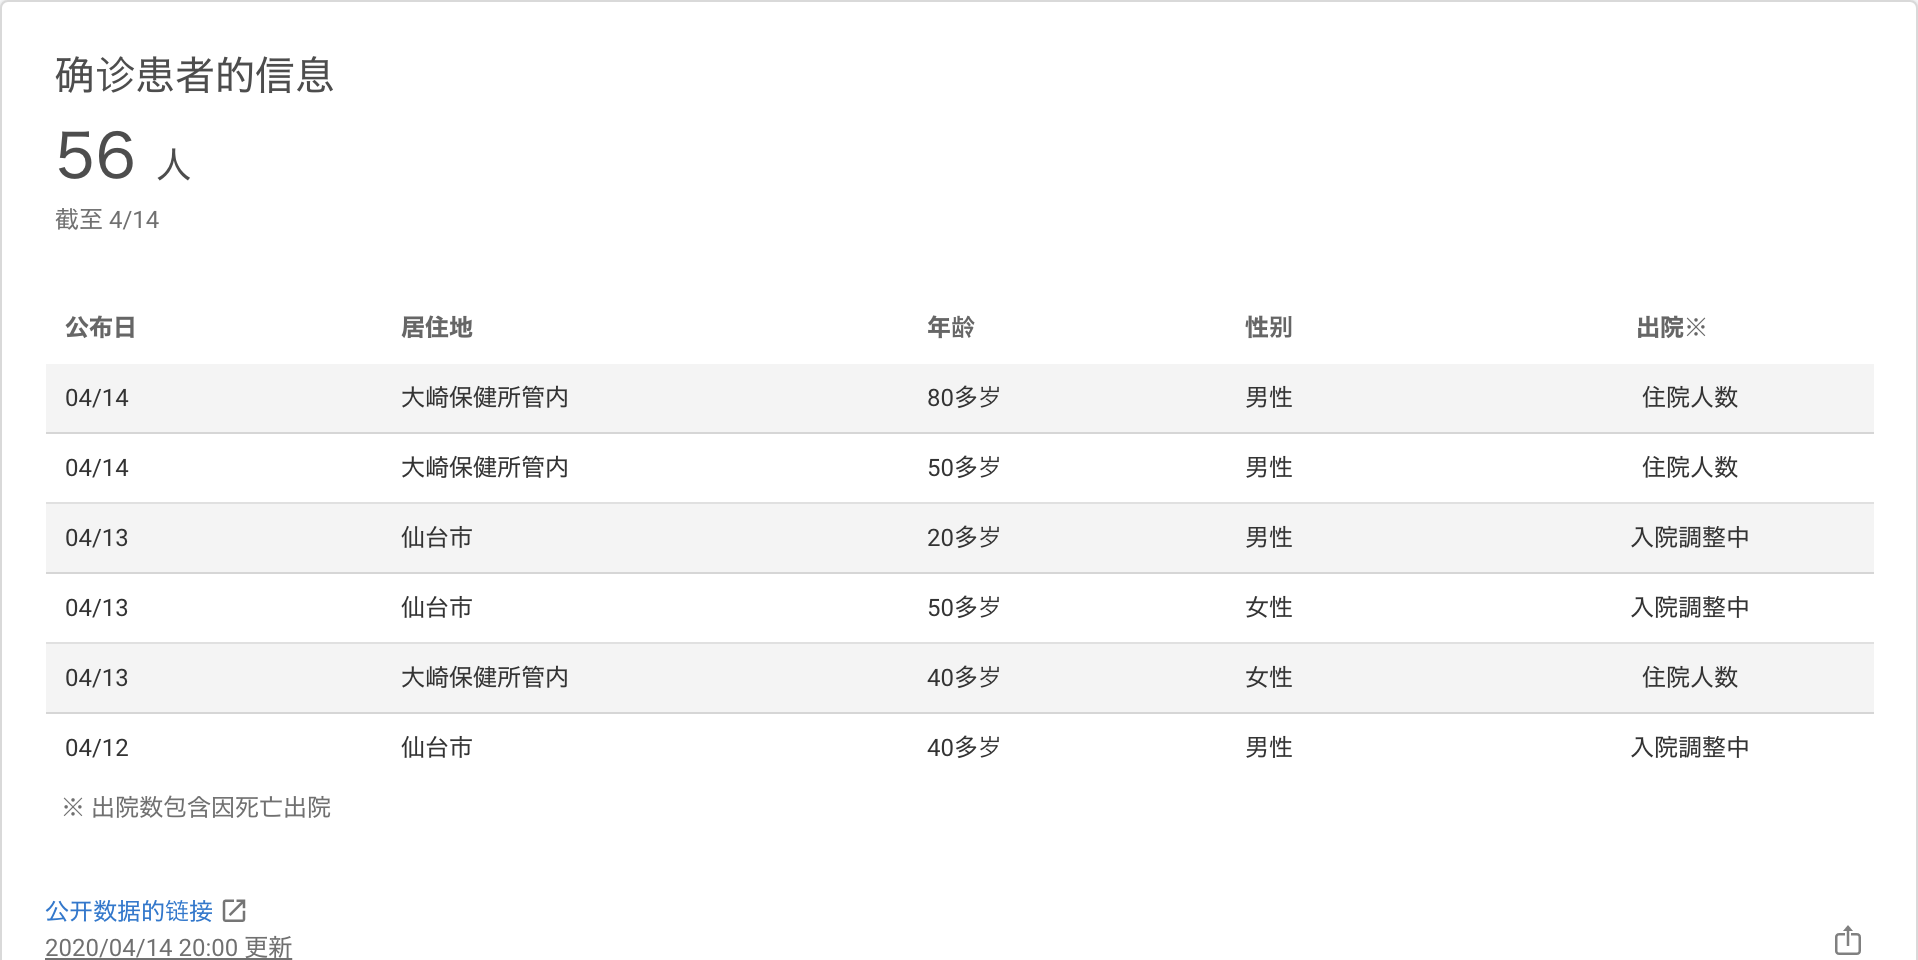 确诊患者的信息
56 人
截至 4/14
公布日 居住地 年龄 性别 出院※
04/14 大崎保健所管内 80多岁 男性 住院人数
04/14 大崎保健所管内 50多岁 男性 住院人数
04/13 仙台市 20多岁 男性 入院調整中
04/13 仙台市 50多岁 女性 入院調整中
04/13 大崎保健所管内 40多岁 女性 住院人数
04/12 仙台市 40多岁 男性 入院調整中
※ 出院数包含因死亡出院
公开数据的链接
2020/04/14 20:00 更新